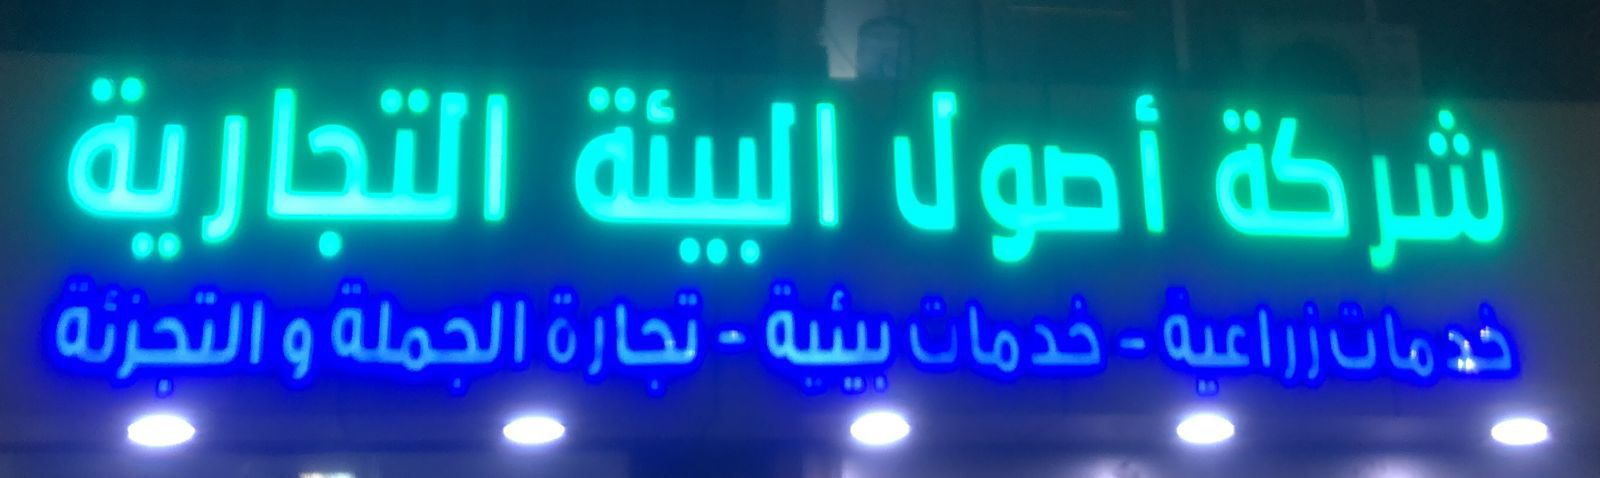 شركة أصول البيئة التجارية
خدمات زراعية - خدمات بيئية - تجارة الجملة و التجزئة